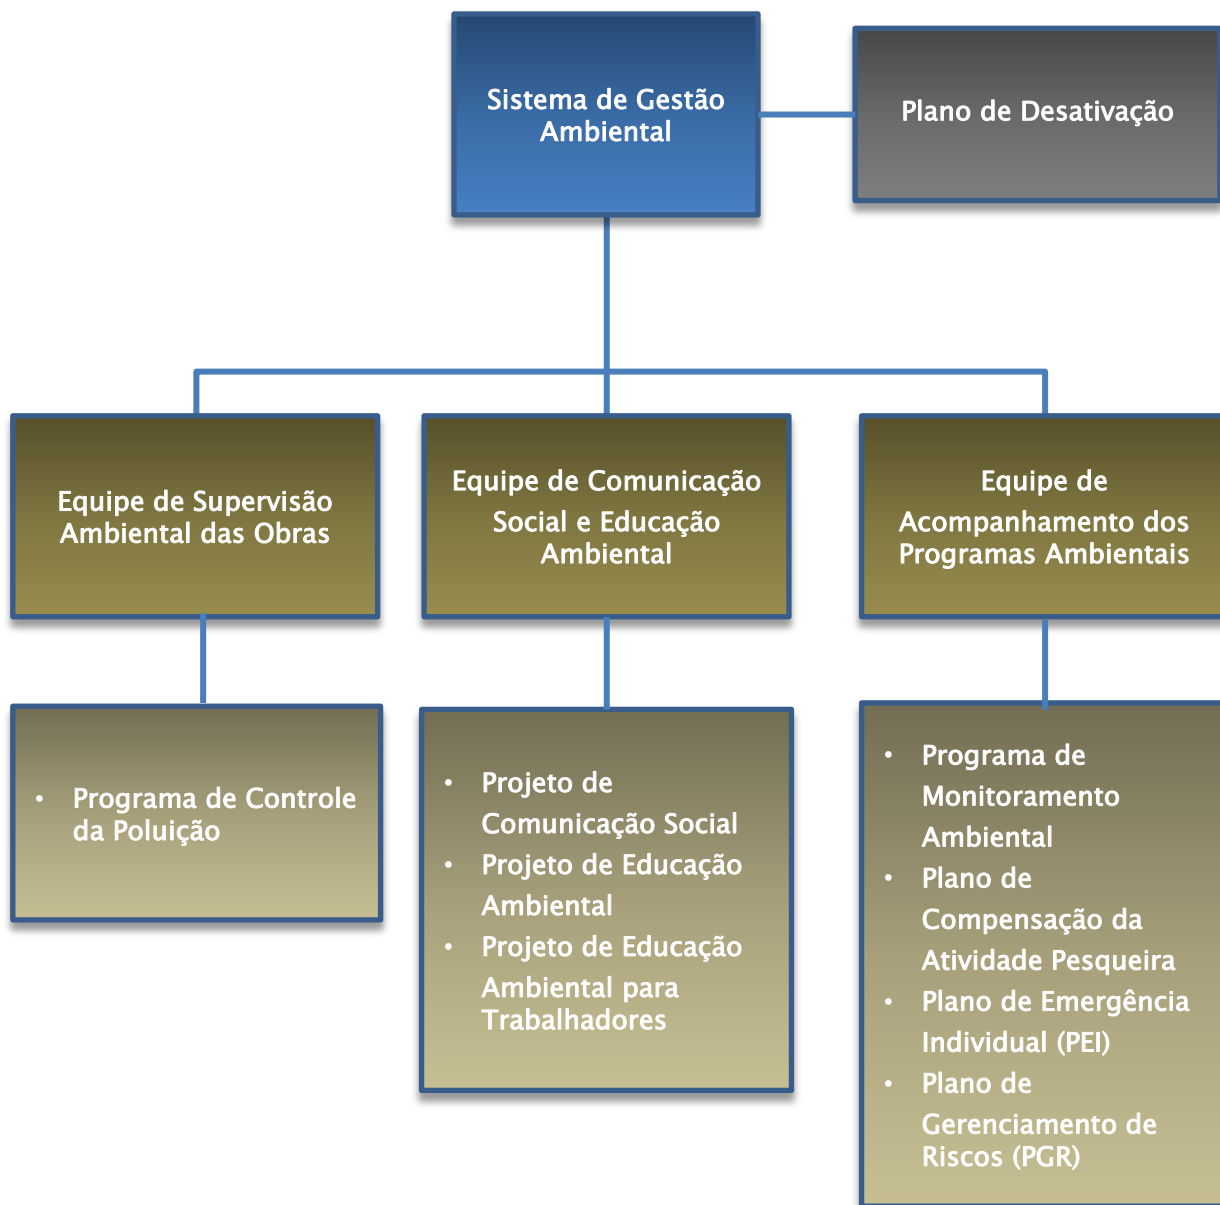 Sistema de Gestão
Ambiental
Plano de Desativação
Equipe de Supervisão
Ambiental das Obras
Equipe de Comunicação
Social e Educação
Ambiental
Equipe de
Acompanhamento dos
Programas Ambientais
• Programa de Controle
da Poluição
• Projeto de
Comunicação Social
• Projeto de Educação
Ambiental
• Projeto de Educação
Ambiental para
Trabalhadores
• Programa de
Monitoramento
Ambiental
• Plano de
Compensação da
Atividade Pesqueira
• Plano de Emergência
Individual (PEI)
• Plano de
Gerenciamento de
Riscos (PGR)